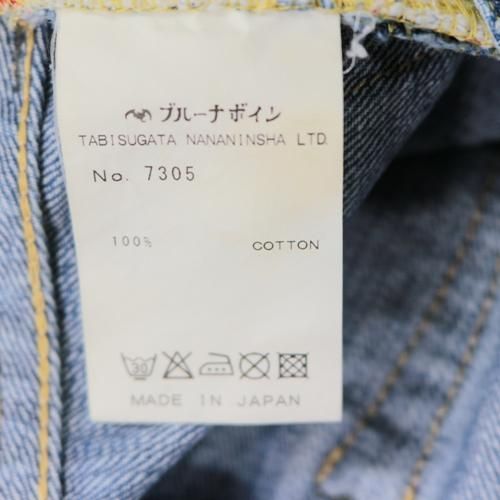 ブルーナボイン
TABISUGATA NANANINSHA LTD.
No. 7305
100% COTTON
30
MADE IN JAPAN